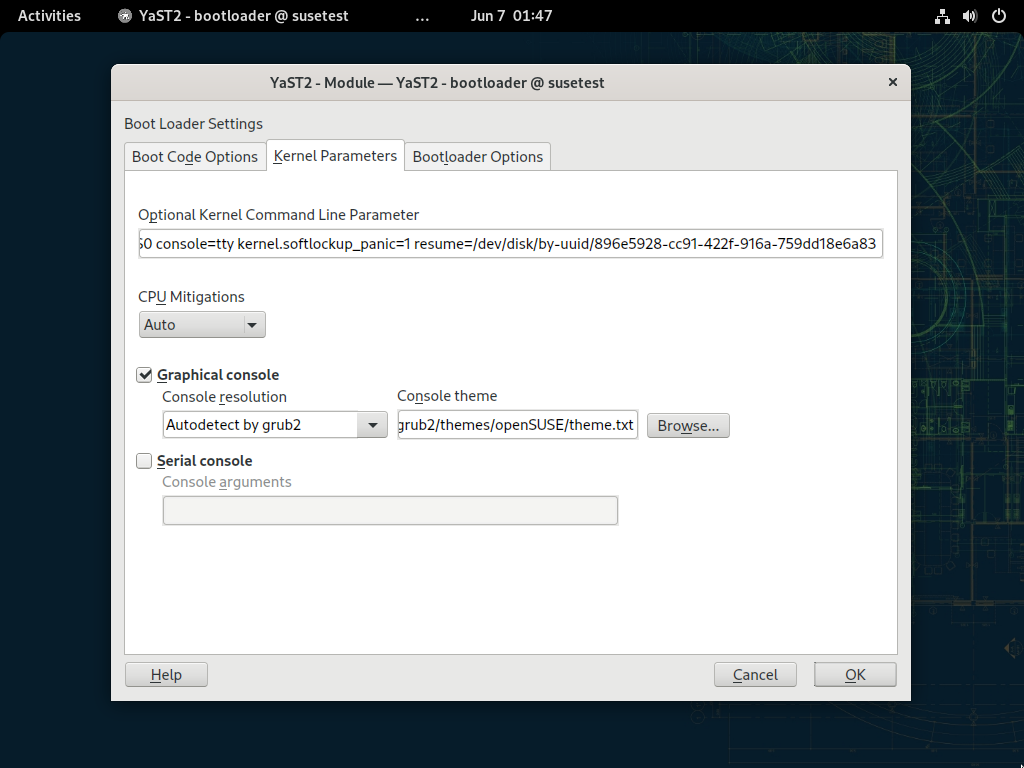 Activities YaST2 - bootloader @ susetest ... Jun 7 01:47
YaST2 - Module — YaST2 - bootloader @ susetest ×
Boot Loader Settings
Boot Code Options Kernel Parameters Bootloader Options
Optional Kernel Command Line Parameter
console=tty kernel.softlockup_panic=1 resume=/dev/disk/by-uuid/896e5928-cc91-422f-916a-759dd18e6a83
CPU Mitigations
Auto
Graphical console
Console resolution Console theme
Autodetect by grub2 grub2/themes/openSUSE/theme.txt Browse...
Serial console
Console arguments
Help Cancel OK